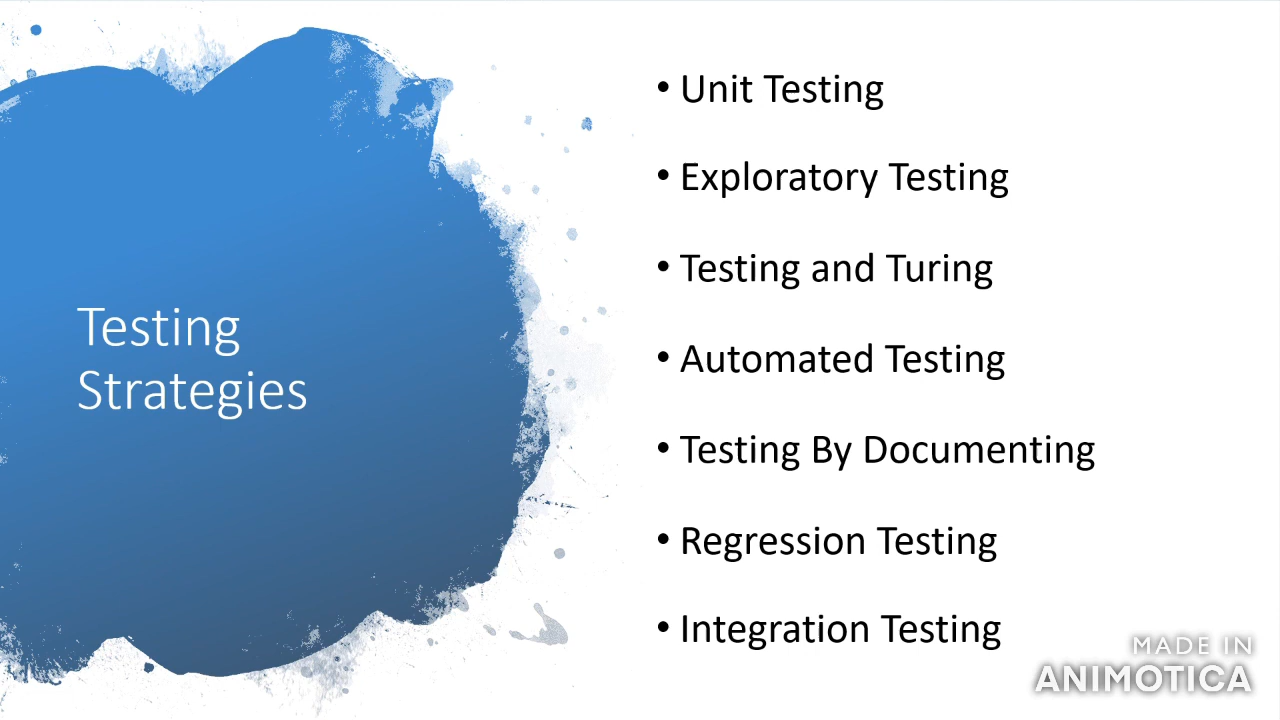 Testing
Strategies
• Unit Testing
• Exploratory Testing
• Testing and Turing
• Automated Testing
• Testing By Documenting
• Regression Testing
• Integration Testing
MADE IN
ANIMOTICA